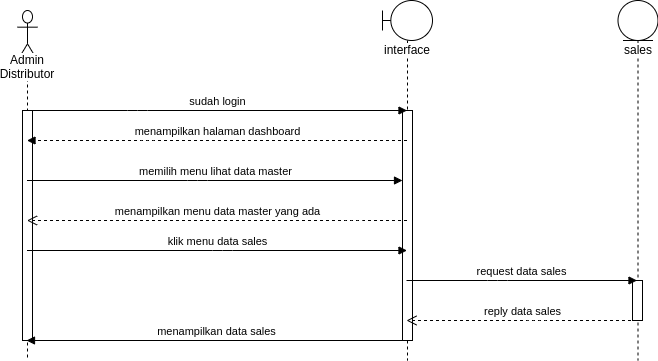 Admin
Distributor
interface
sales
sudah login
menampilkan halaman dashboard
memilih menu lihat data master
menampilkan menu data master yang ada
klik menu data sales
request data sales
reply data sales
menampilkan data sales